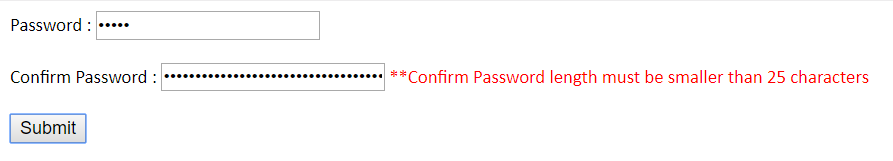 Password : •••••
Confirm Password : ••••••••••••••••••••••••••••••••••• **Confirm Password length must be smaller than 25 characters
Submit